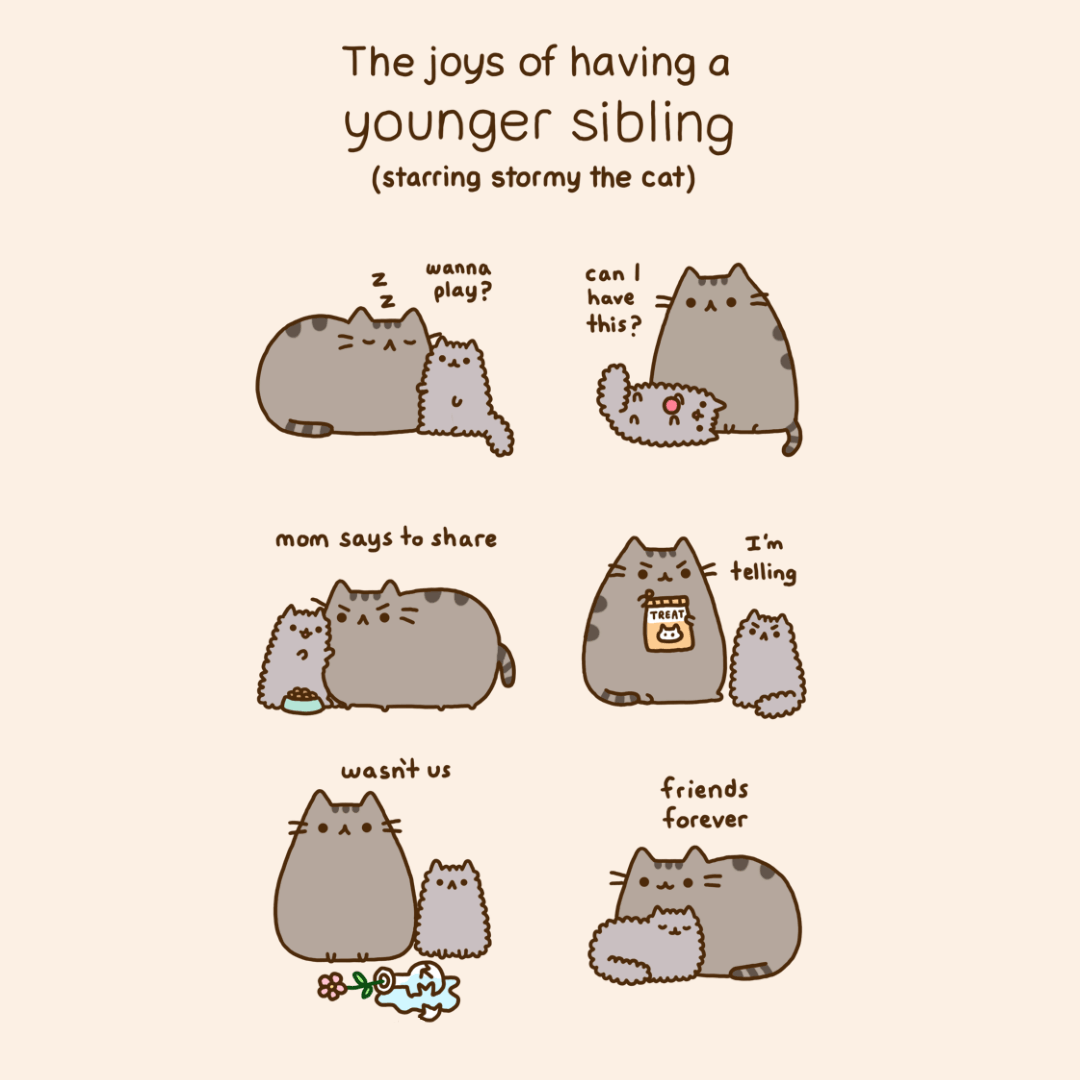 The joys of having a
younger sibling
(starring stormy the cat)
z
z
wanna
play?
can I
have
this?
mom says to share
I'm
telling
TREAT
wasn't us
friends
forever